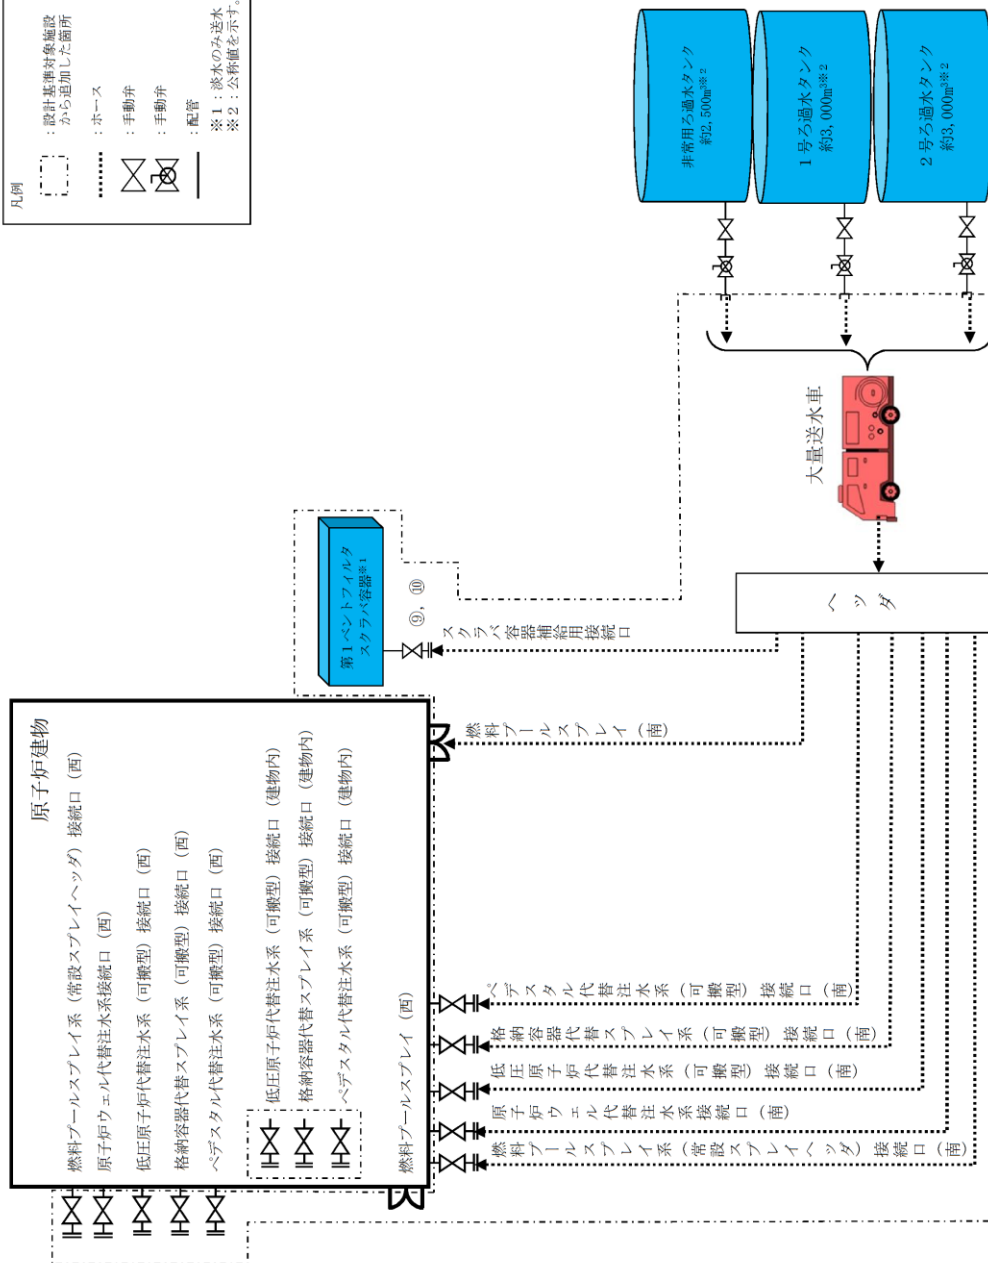 凡例
：設計基準対象施設
から追加した箇所
：ホース
：手動弁
：手動弁
：配管
※１：淡水のみ送水
※２：公称値を示す。
原子炉建物
燃料プールスプレイ系（常設スプレイヘッダ）接続口（西）
原子炉ウェル代替注水系接続口（西）
低圧原子炉代替注水系（可搬型）接続口（西）
格納容器代替スプレイ系（可搬型）接続口（西）
ペデスタル代替注水系（可搬型）接続口（西）
低圧原子炉代替注水系（可搬型）接続口（建物内）
格納容器代替スプレイ系（可搬型）接続口（建物内）
ペデスタル代替注水系（可搬型）接続口（建物内）
燃料プールスプレイ（西）
第１ベントフィルタ
スクラバ容器※１
⑨，⑩
スクラバ容器補給用接続口
燃料プールスプレイ（南）
ペデスタル代替注水系（可搬型）接続口（南）
格納容器代替スプレイ系（可搬型）接続口（南）
低圧原子炉代替注水系（可搬型）接続口（南）
原子炉ウェル代替注水系接続口（南）
燃料プールスプレイ系（常設スプレイヘッダ）接続口（南）
ヘッダ
大量送水車
非常用ろ過水タンク
約2,500m³※２
１号ろ過水タンク
約3,000m³※２
２号ろ過水タンク
約3,000m³※２